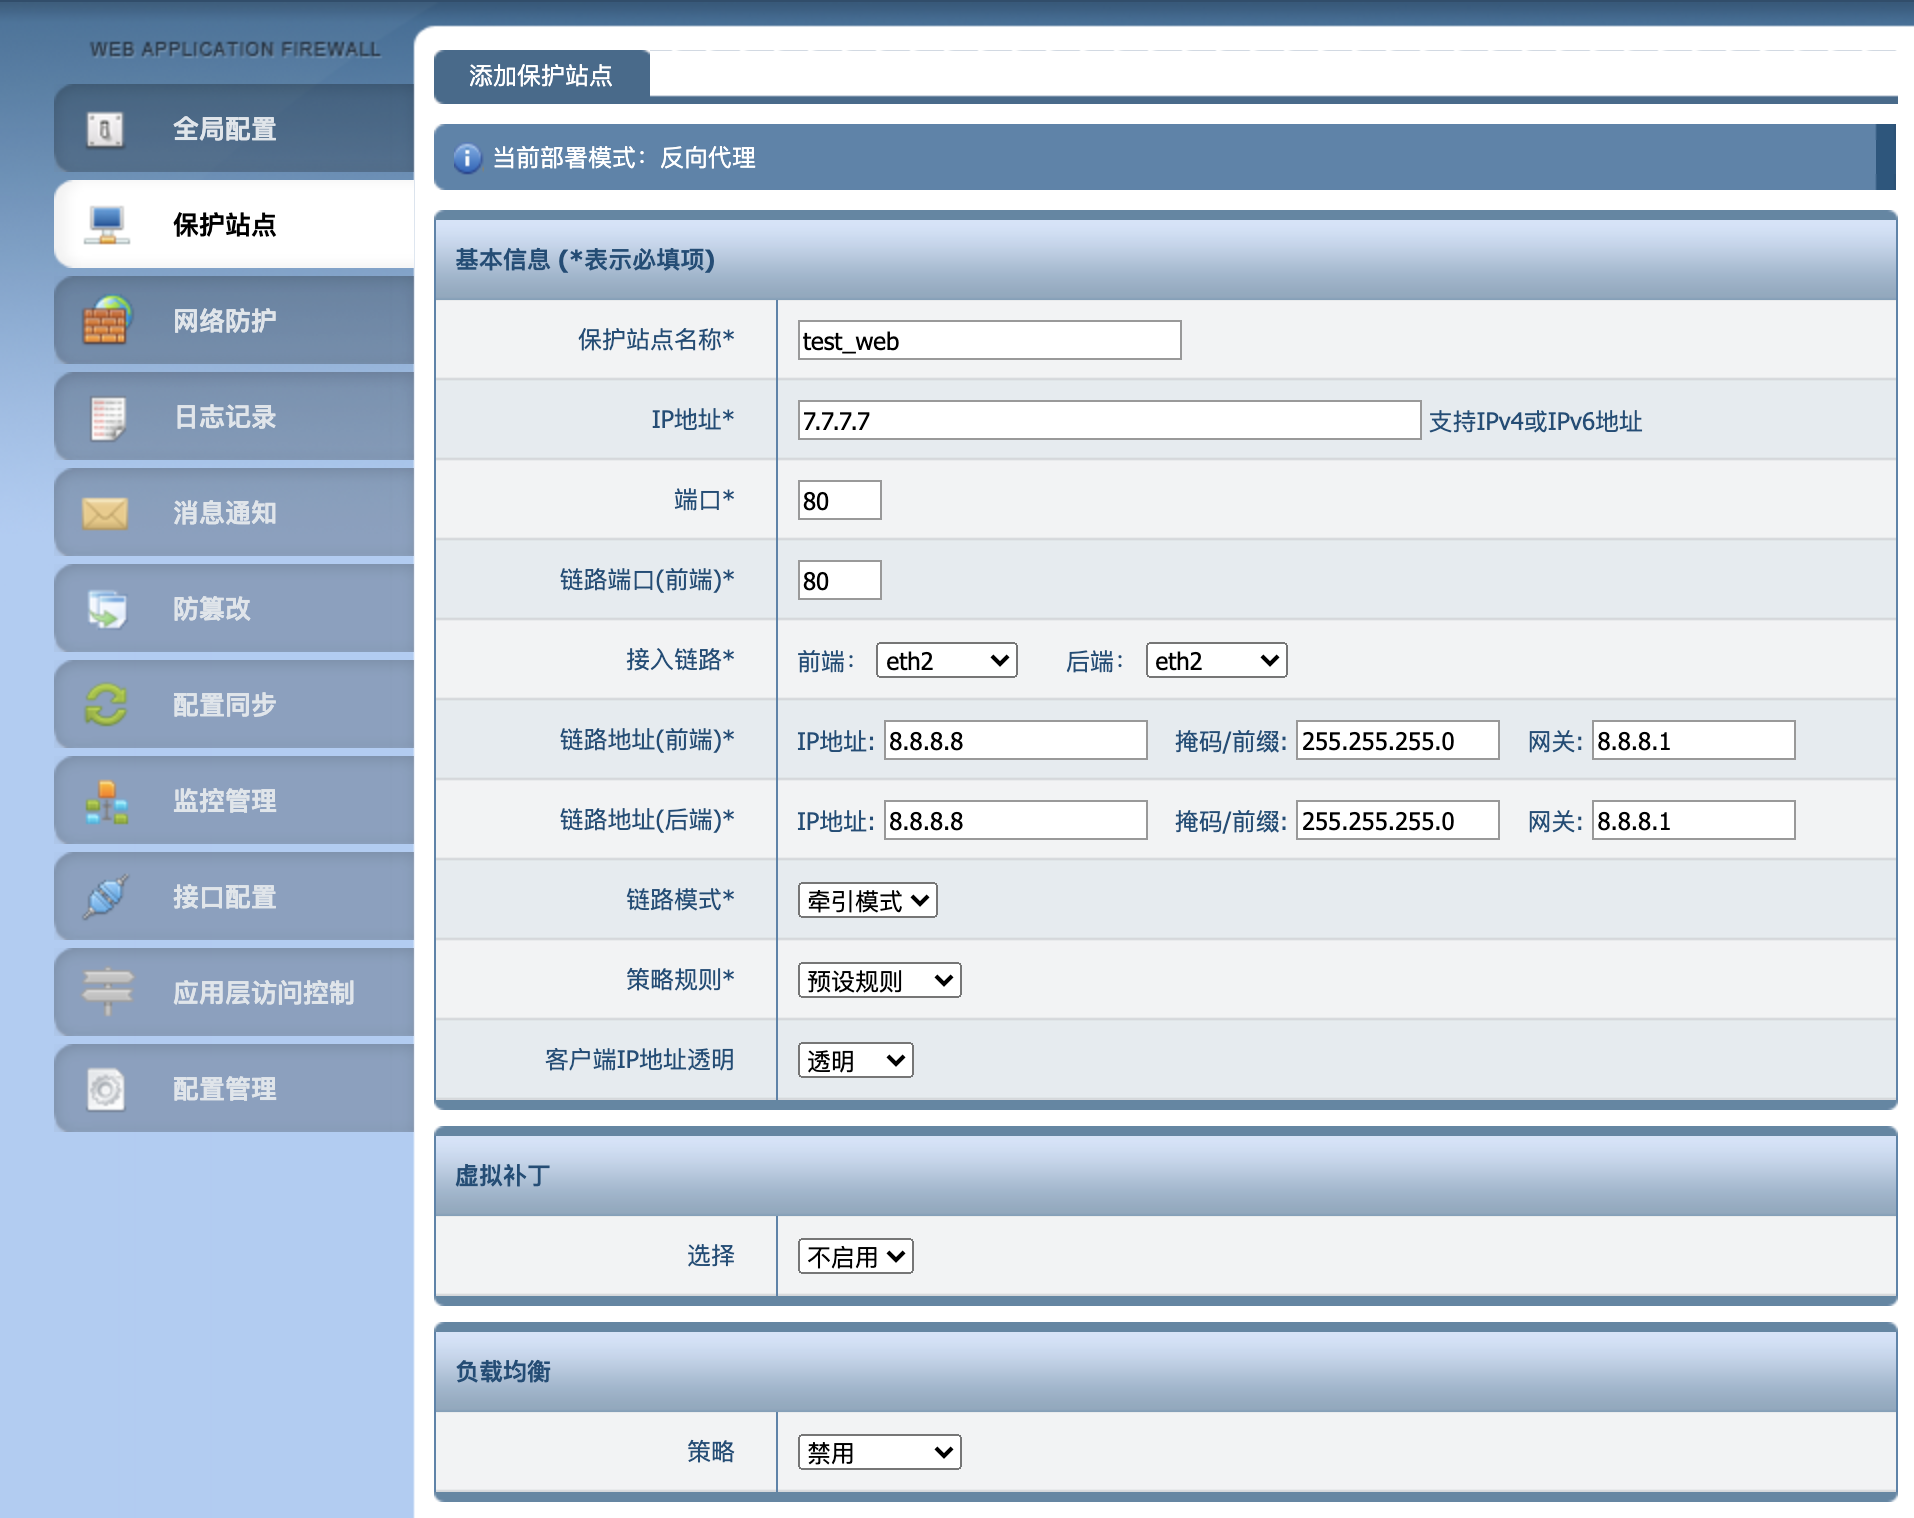 WEB APPLICATION FIREWALL
全局配置
保护站点
网络防护
日志记录
消息通知
防篡改
配置同步
监控管理
接口配置
应用层访问控制
配置管理
添加保护站点
当前部署模式：反向代理
基本信息 (*表示必填项)
保护站点名称* test_web
IP地址* 7.7.7.7 支持IPv4或IPv6地址
端口* 80
链路端口(前端)* 80
接入链路* 前端： eth2 后端： eth2
链路地址(前端)* IP地址: 8.8.8.8 掩码/前缀: 255.255.255.0 网关: 8.8.8.1
链路地址(后端)* IP地址: 8.8.8.8 掩码/前缀: 255.255.255.0 网关: 8.8.8.1
链路模式* 牵引模式
策略规则* 预设规则
客户端IP地址透明 透明
虚拟补丁
选择 不启用
负载均衡
策略 禁用